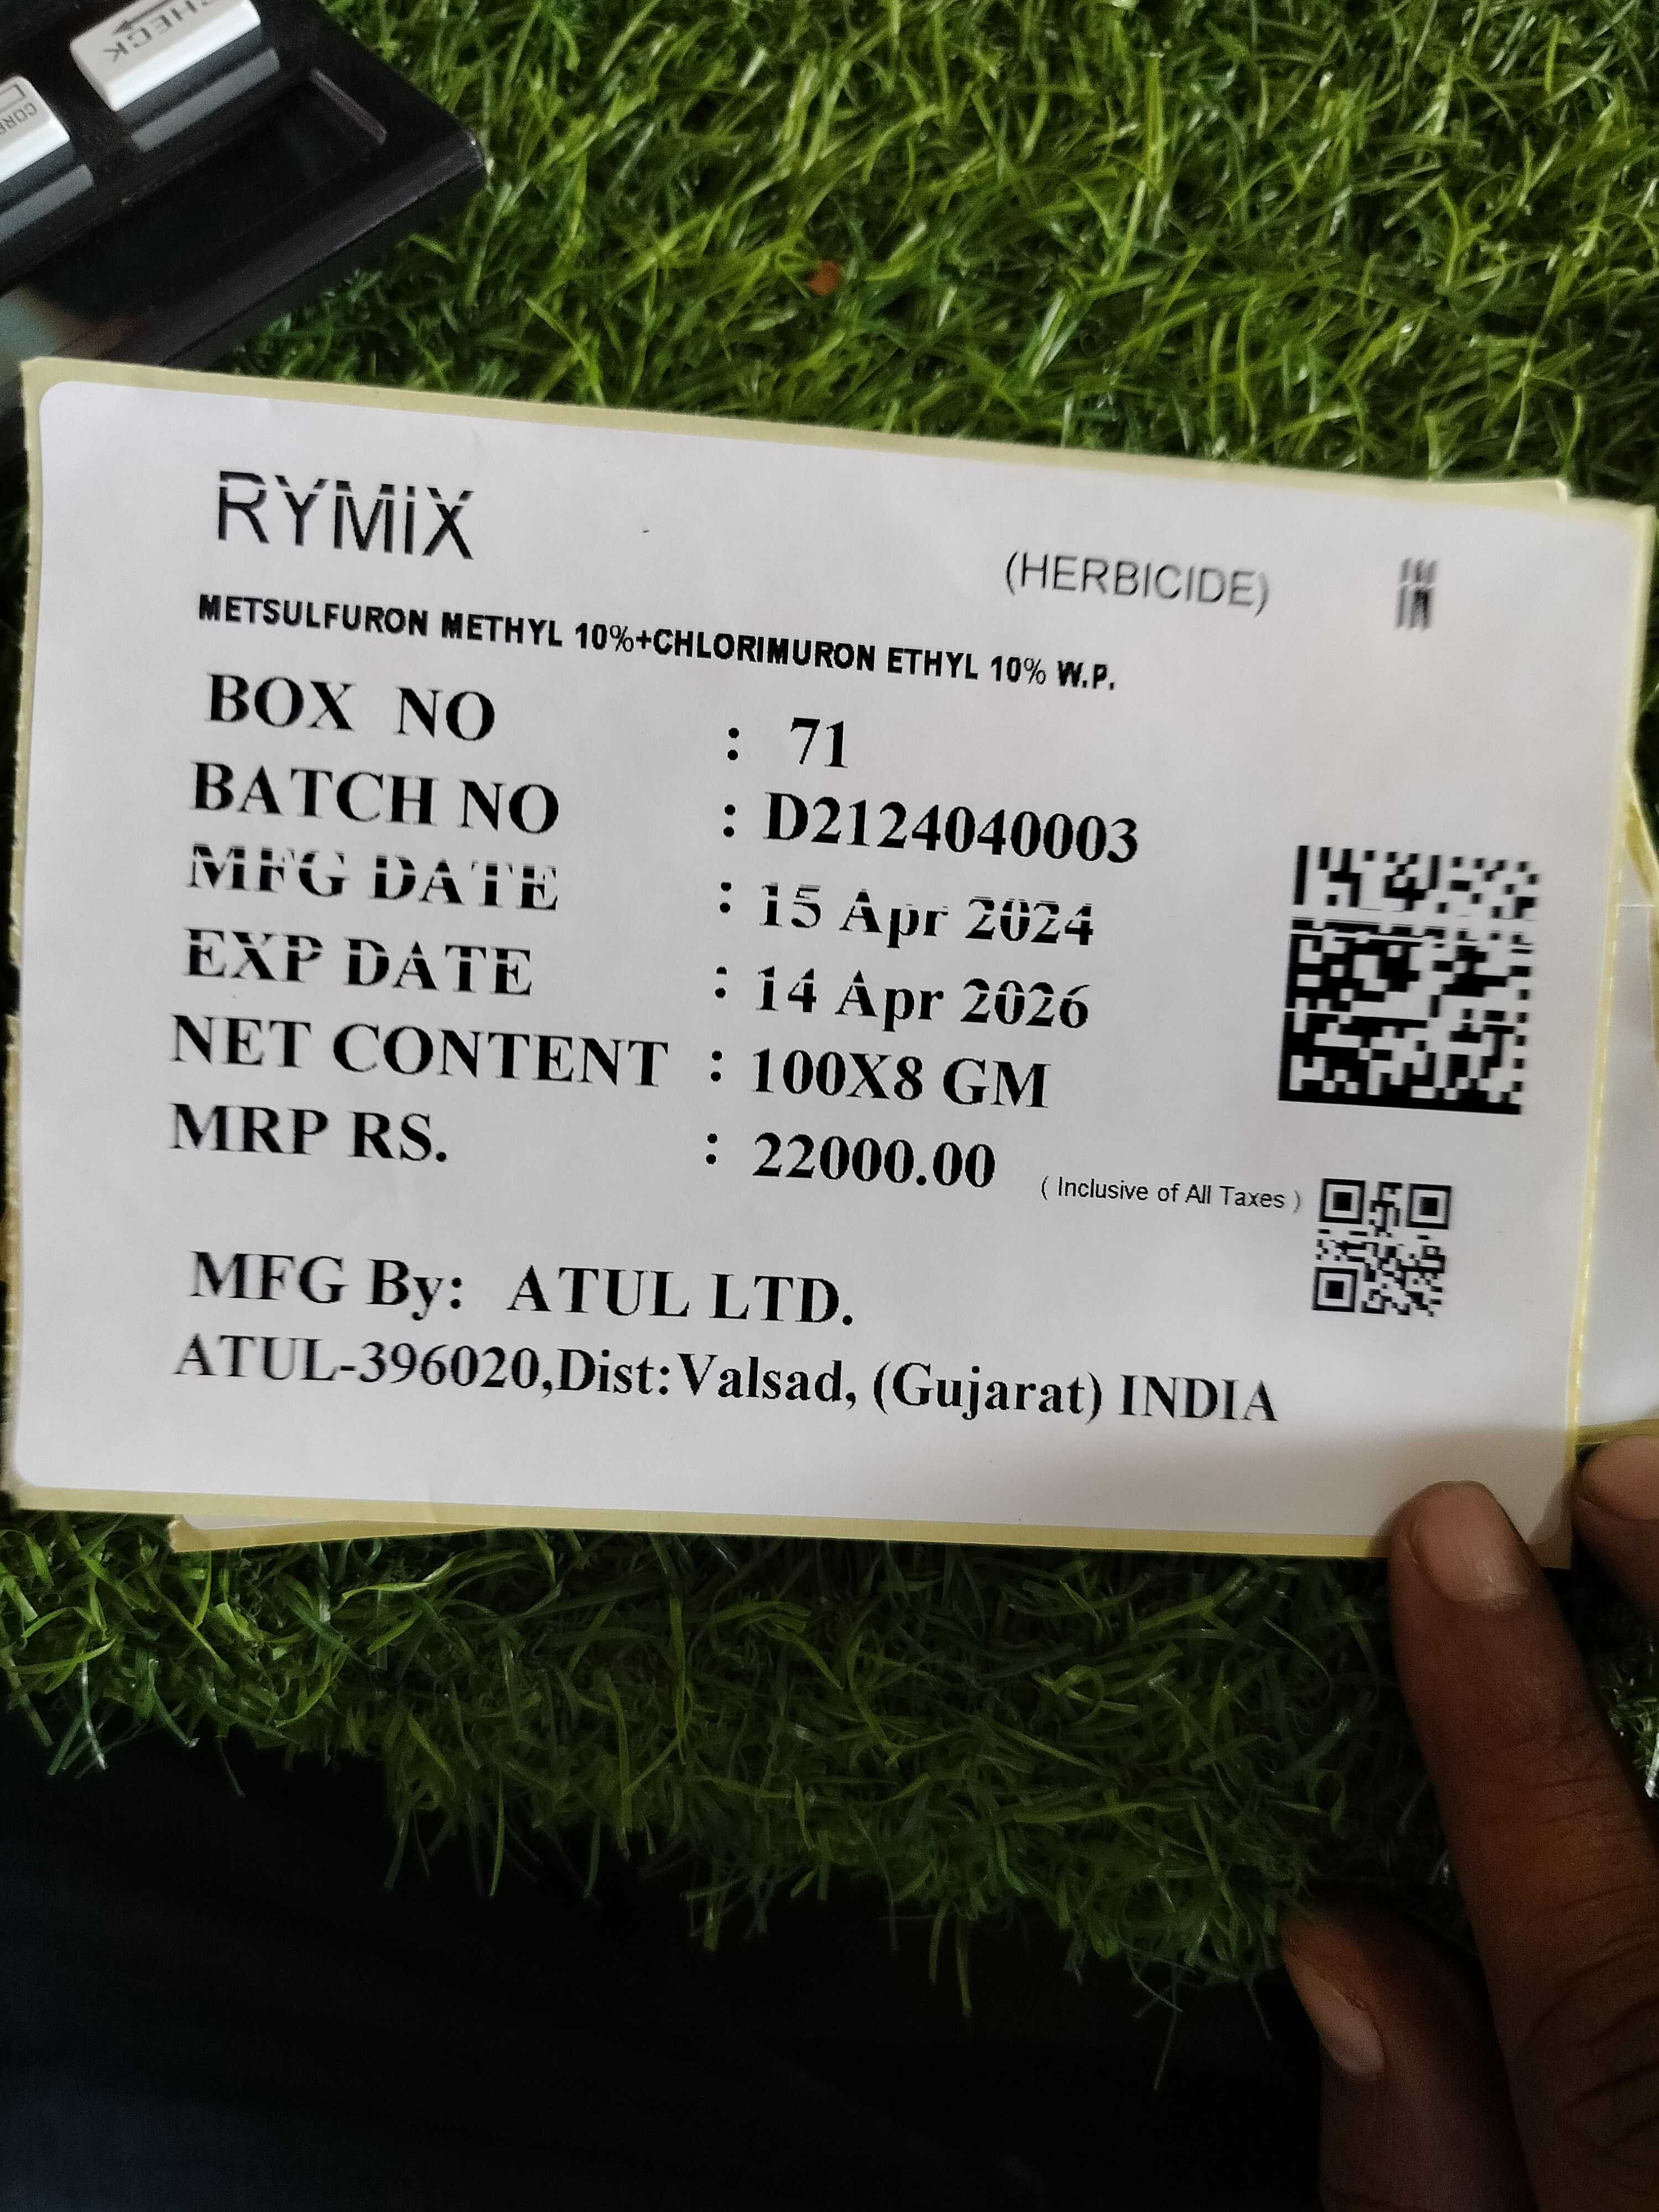 CHECK
RYMIX
(HERBICIDE)
METSULFURON METHYL 10%+CHLORIMURON ETHYL 10% W.P.
BOX NO : 71
BATCH NO : D2124040003
MFG DATE : 15 Apr 2024
EXP DATE : 14 Apr 2026
NET CONTENT : 100X8 GM
MRP RS. : 22000.00 ( Inclusive of All Taxes )
MFG By: ATUL LTD.
ATUL-396020,Dist:Valsad, (Gujarat) INDIA